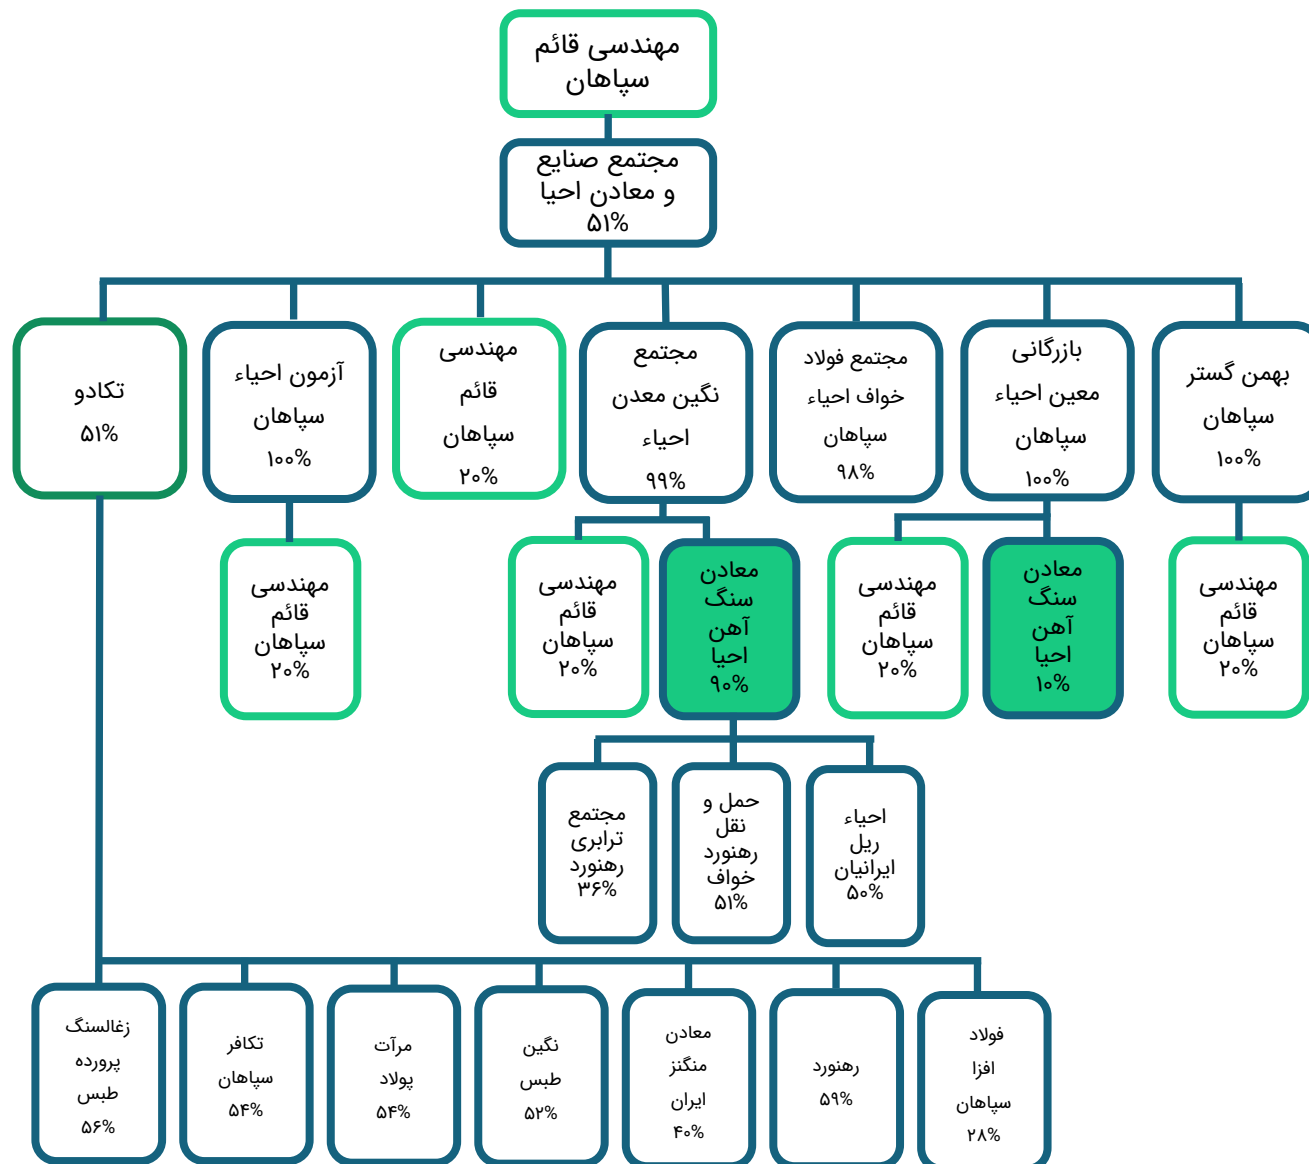 مهندسی قائم
سپاهان
مجتمع صنایع
و معادن احیا
۵۱%
بهمن گستر
سپاهان
۱۰۰%
بازرگانی
معین احیاء
سپاهان
۱۰۰%
مجتمع فولاد
خواف احیاء
سپاهان
۹۸%
مجتمع
نگین معدن
احیاء
۹۹%
مهندسی
قائم
سپاهان
۲۰%
آزمون احیاء
سپاهان
۱۰۰%
تکادو
۵۱%
مهندسی
قائم
سپاهان
۲۰%
معادن
سنگ
آهن
احیا
۱۰%
مهندسی
قائم
سپاهان
۲۰%
معادن
سنگ
آهن
احیا
۹۰%
مهندسی
قائم
سپاهان
۲۰%
مهندسی
قائم
سپاهان
۲۰%
احیاء
ریل
ایرانیان
۵۰%
حمل و
نقل
رهنورد
خواف
۵۱%
مجتمع
ترابری
رهنورد
۳۶%
فولاد
افزا
سپاهان
۲۸%
رهنورد
۵۹%
معادن
منگنز
ایران
۴۰%
نگین
طبس
۵۲%
مرآت
پولاد
۵۴%
تکافر
سپاهان
۵۴%
زغالسنگ
پرورده
طبس
۵۶%